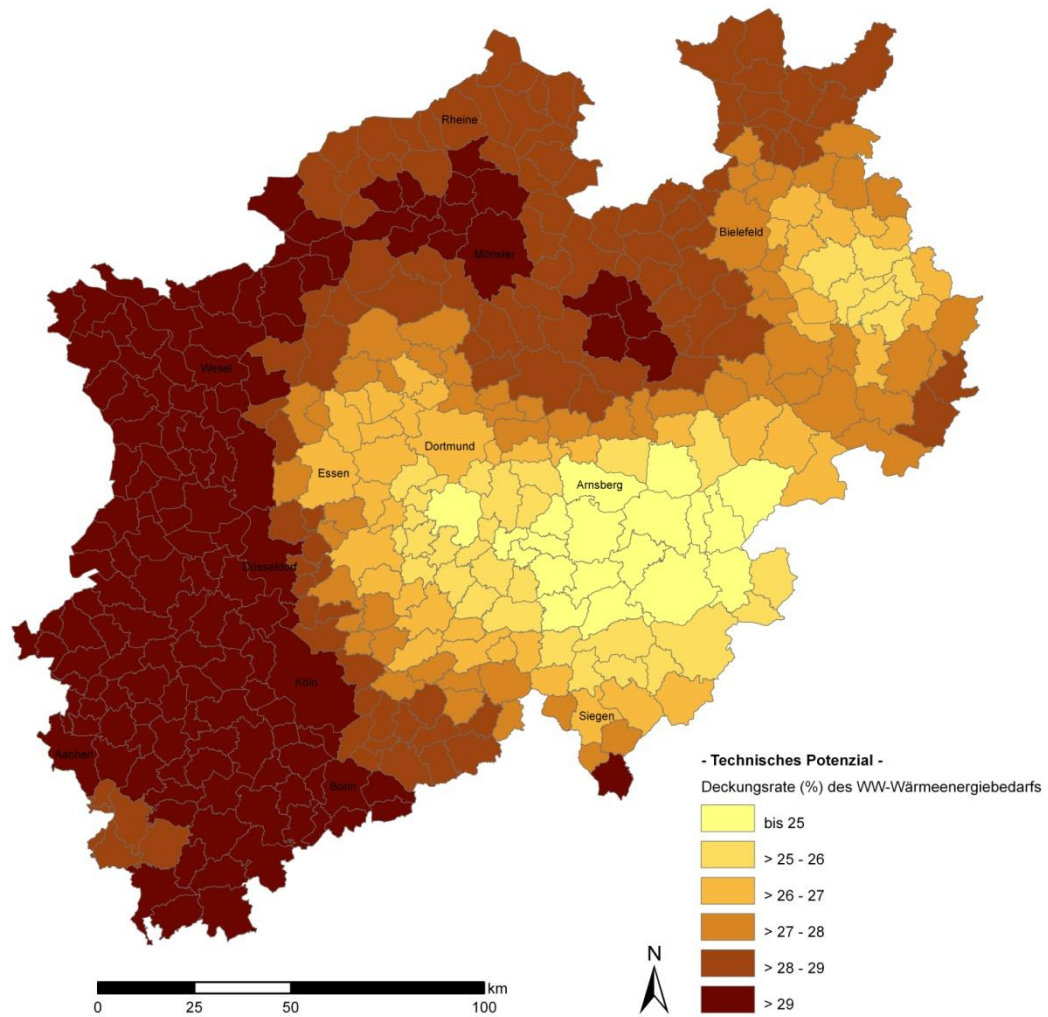 Rheine
Bielefeld
Münster
Wesel
Dortmund
Essen
Arnsberg
Düsseldorf
Köln
Siegen
Aachen
Bonn
- Technisches Potenzial -
Deckungsrate (%) des WW-Wärmeenergiebedarfs
bis 25
> 25 - 26
> 26 - 27
> 27 - 28
> 28 - 29
> 29
N
km
0 25 50 100